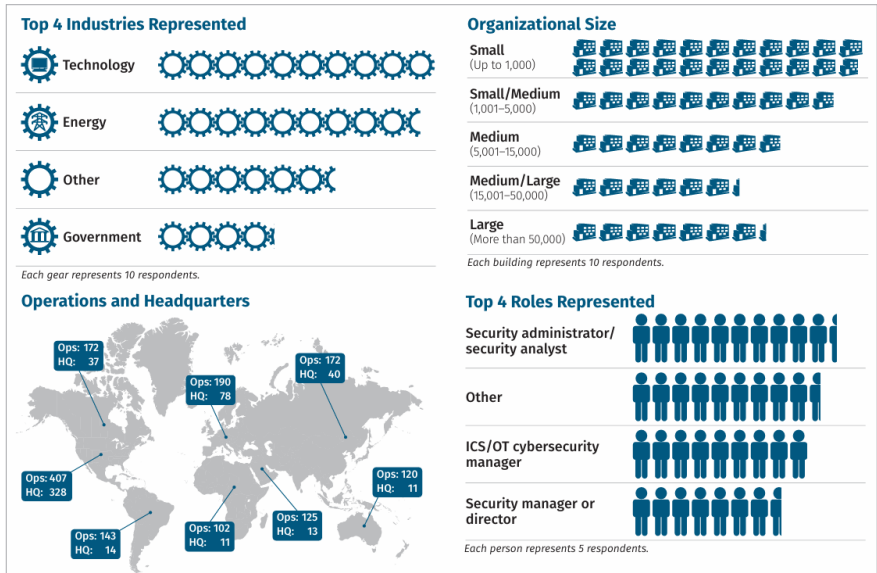 Top 4 Industries Represented
Technology
Energy
Other
Government
Each gear represents 10 respondents.
Organizational Size
Small
(Up to 1,000)
Small/Medium
(1,001–5,000)
Medium
(5,001–15,000)
Medium/Large
(15,001–50,000)
Large
(More than 50,000)
Each building represents 10 respondents.
Operations and Headquarters
Ops: 172
HQ: 37
Ops: 190
HQ: 78
Ops: 172
HQ: 40
Ops: 407
HQ: 328
Ops: 120
HQ: 11
Ops: 143
HQ: 14
Ops: 102
HQ: 11
Ops: 125
HQ: 13
Top 4 Roles Represented
Security administrator/
security analyst
Other
ICS/OT cybersecurity
manager
Security manager or
director
Each person represents 5 respondents.